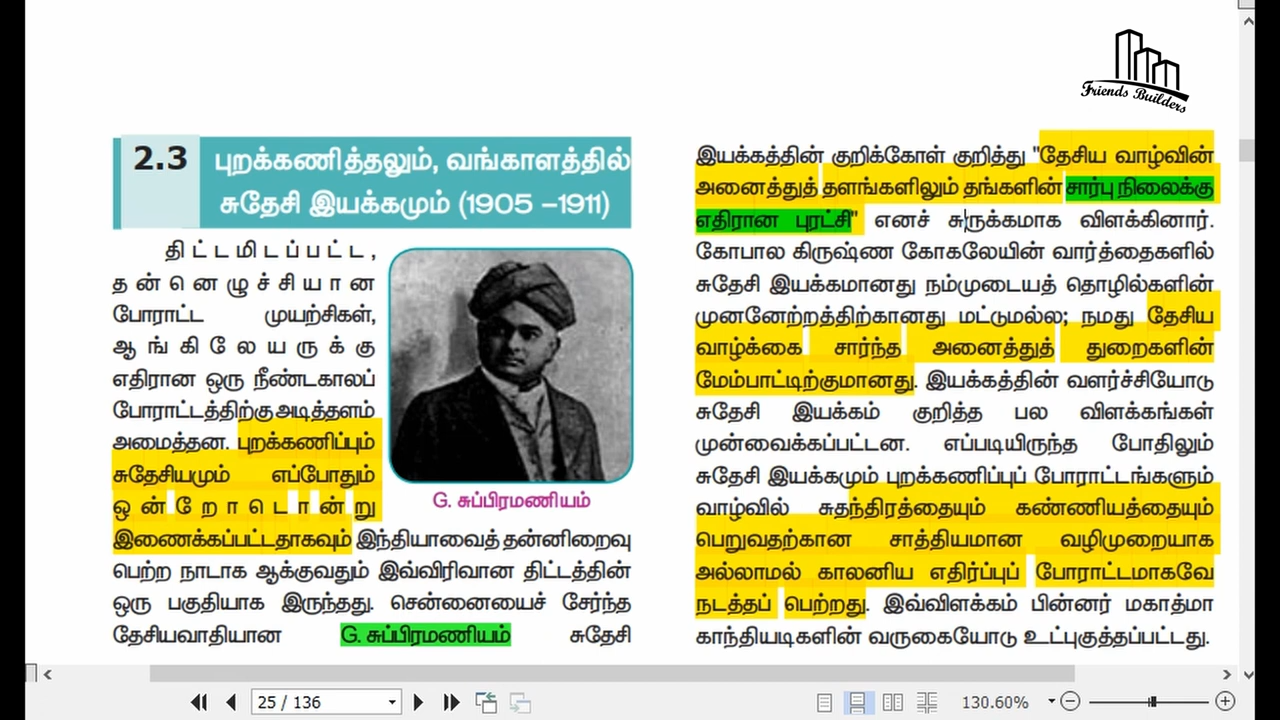 Friends Builders
2.3 புறக்கணித்தலும், வங்காளத்தில்
சுதேசி இயக்கமும் (1905 –1911)
திட்டமிடப்பட்ட,
தன்னெழுச்சியான
போராட்ட முயற்சிகள்,
ஆங்கிலேயருக்கு
எதிரான ஒரு நீண்டகாலப்
போராட்டத்திற்கு அடித்தளம்
அமைத்தன. புறக்கணிப்பும்
சுதேசியமும் எப்போதும்
ஒன்றோடொன்று
இணைக்கப்பட்டதாகவும் இந்தியாவைத் தன்னிறைவு
பெற்ற நாடாக ஆக்குவதும் இவ்விரிவான திட்டத்தின்
ஒரு பகுதியாக இருந்தது. சென்னையைச் சேர்ந்த
தேசியவாதியான G. சுப்பிரமணியம் சுதேசி
G. சுப்பிரமணியம்
இயக்கத்தின் குறிக்கோள் குறித்து "தேசிய வாழ்வின்
அனைத்துத் தளங்களிலும் தங்களின் சார்பு நிலைக்கு
எதிரான புரட்சி" எனச் சுருக்கமாக விளக்கினார்.
கோபால கிருஷ்ண கோகலேயின் வார்த்தைகளில்
சுதேசி இயக்கமானது நம்முடையத் தொழில்களின்
முனனேற்றத்திற்கானது மட்டுமல்ல; நமது தேசிய
வாழ்க்கை சார்ந்த அனைத்துத் துறைகளின்
மேம்பாட்டிற்குமானது. இயக்கத்தின் வளர்ச்சியோடு
சுதேசி இயக்கம் குறித்த பல விளக்கங்கள்
முன்வைக்கப்பட்டன. எப்படியிருந்த போதிலும்
சுதேசி இயக்கமும் புறக்கணிப்புப் போராட்டங்களும்
வாழ்வில் சுதந்திரத்தையும் கண்ணியத்தையும்
பெறுவதற்கான சாத்தியமான வழிமுறையாக
அல்லாமல் காலனிய எதிர்ப்புப் போராட்டமாகவே
நடத்தப் பெற்றது. இவ்விளக்கம் பின்னர் மகாத்மா
காந்தியடிகளின் வருகையோடு உட்புகுத்தப்பட்டது.
25 / 136
130.60%